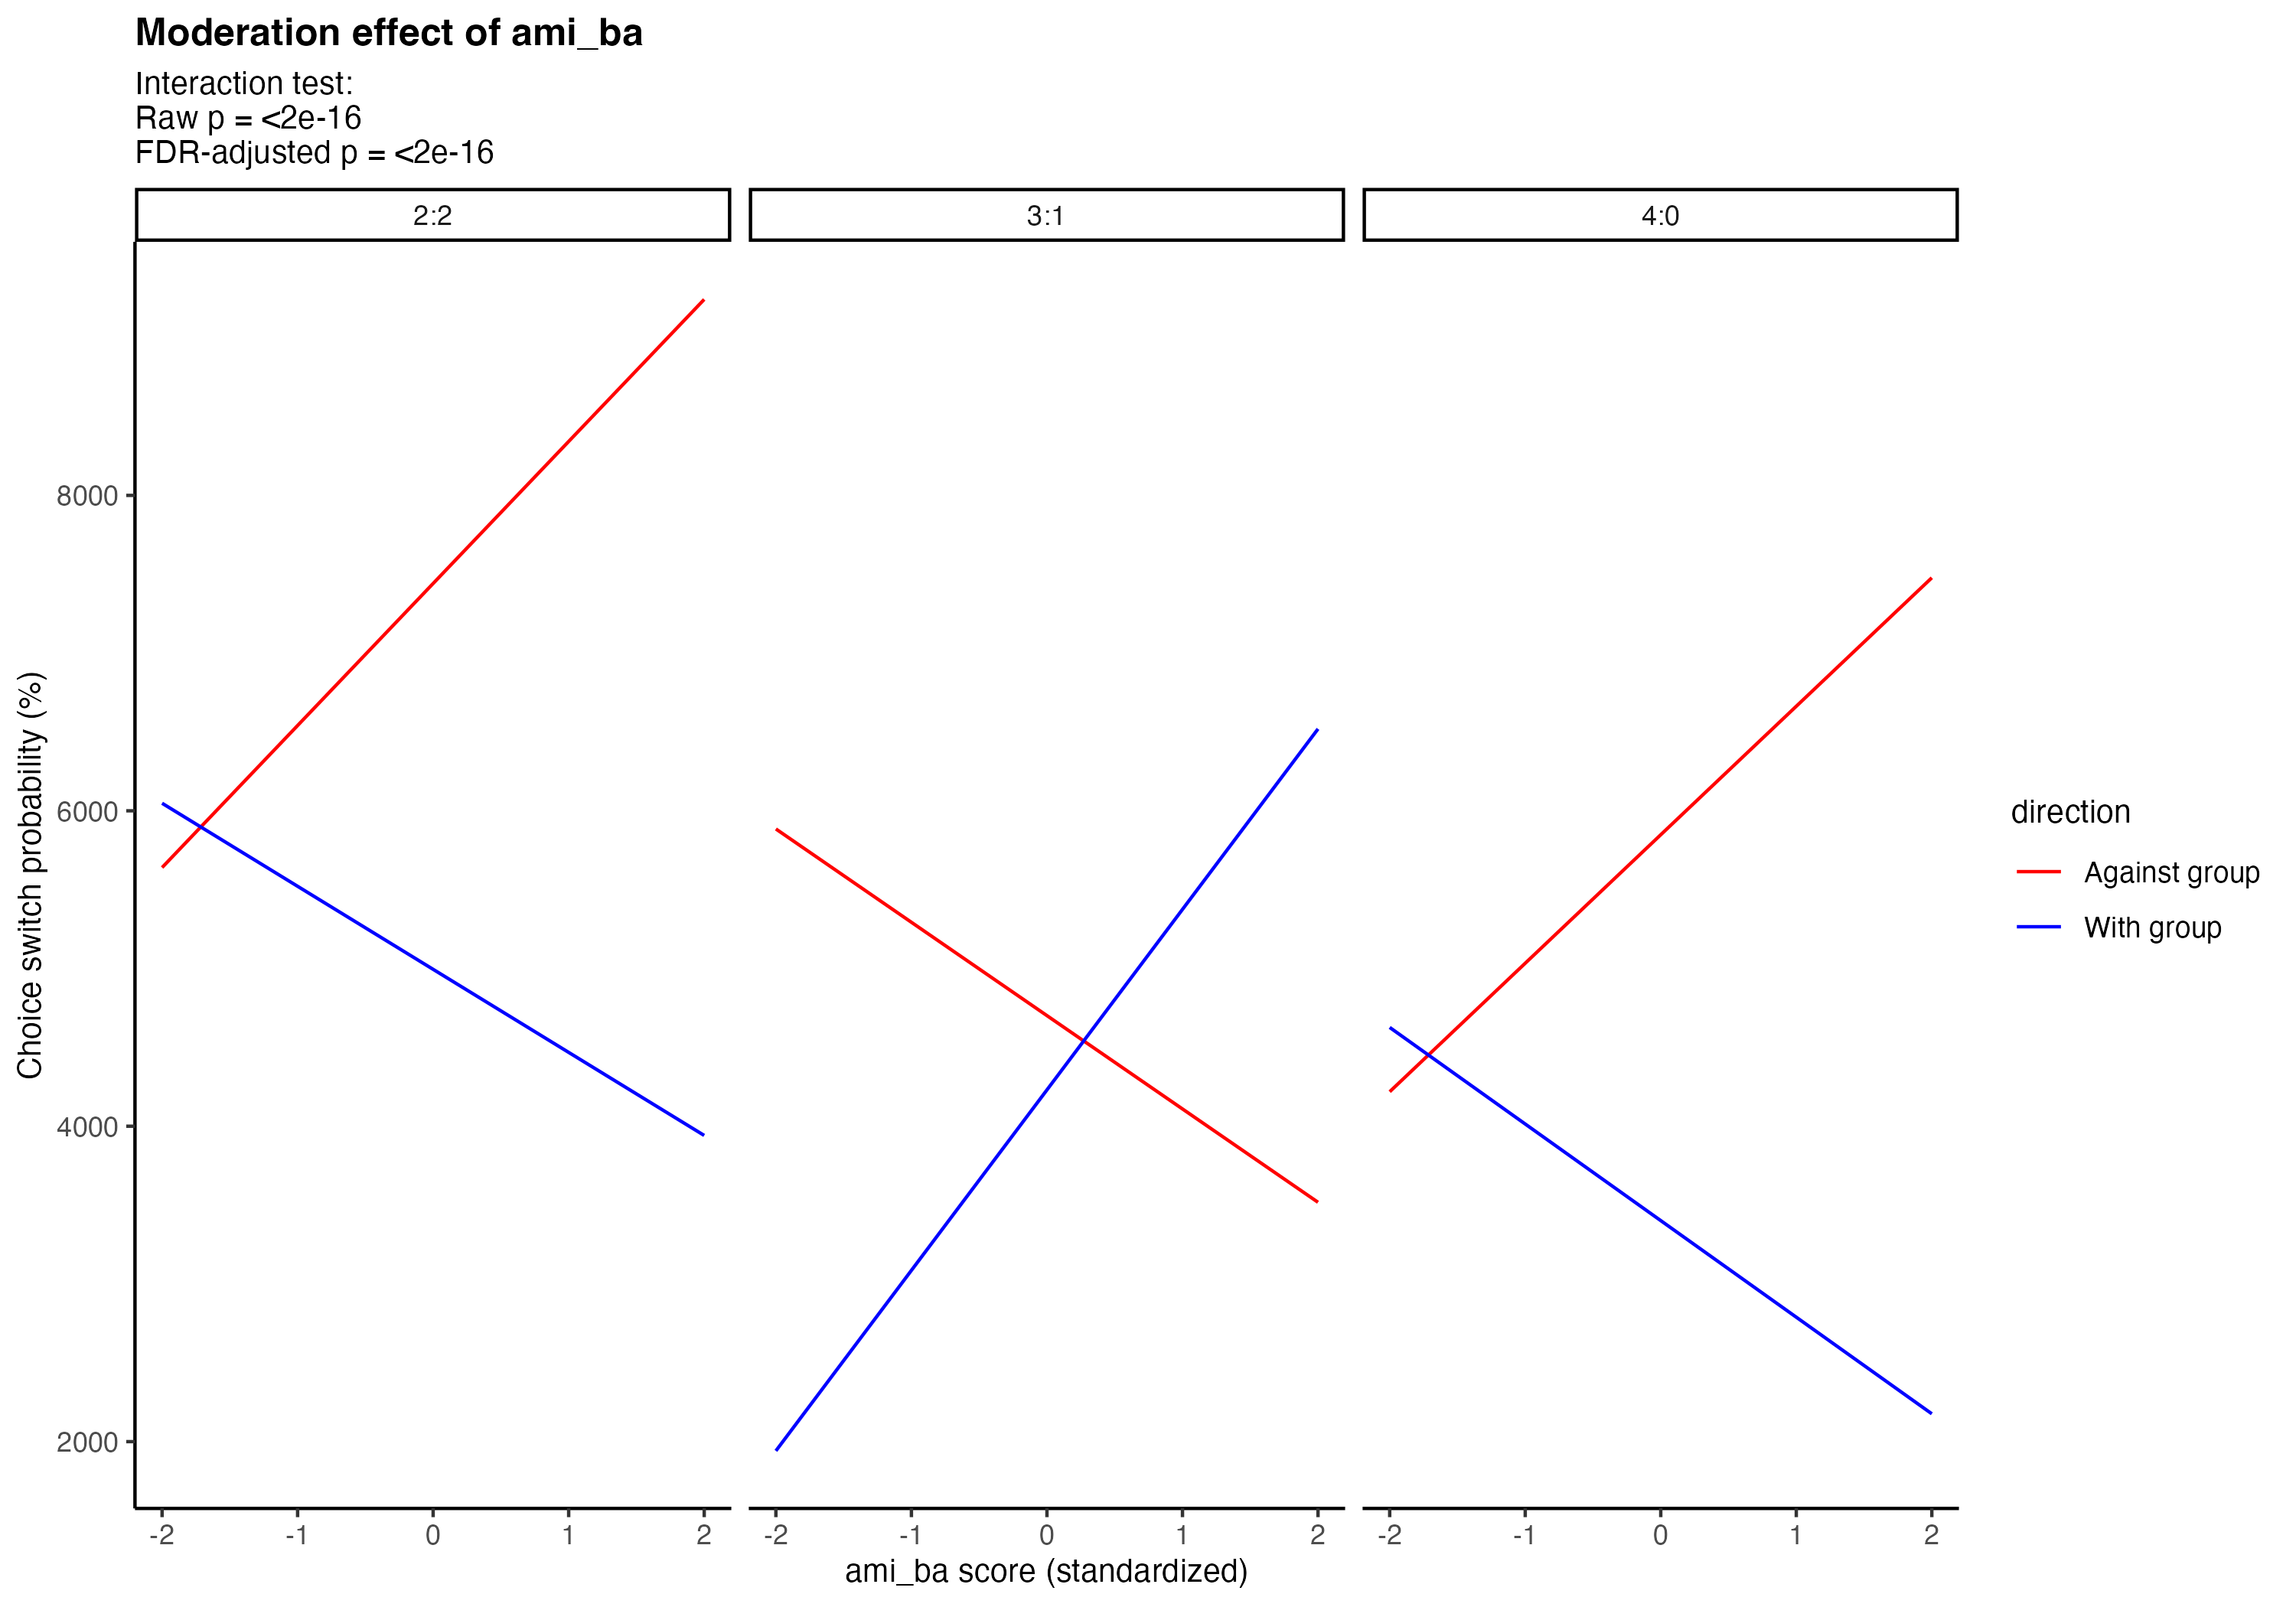 Moderation effect of ami_ba
Interaction test:
Raw p = <2e-16
FDR-adjusted p = <2e-16
2:2
3:1
4:0
Choice switch probability (%)
8000
6000
4000
2000
-2 -1 0 1 2
-2 -1 0 1 2
-2 -1 0 1 2
ami_ba score (standardized)
direction
Against group
With group